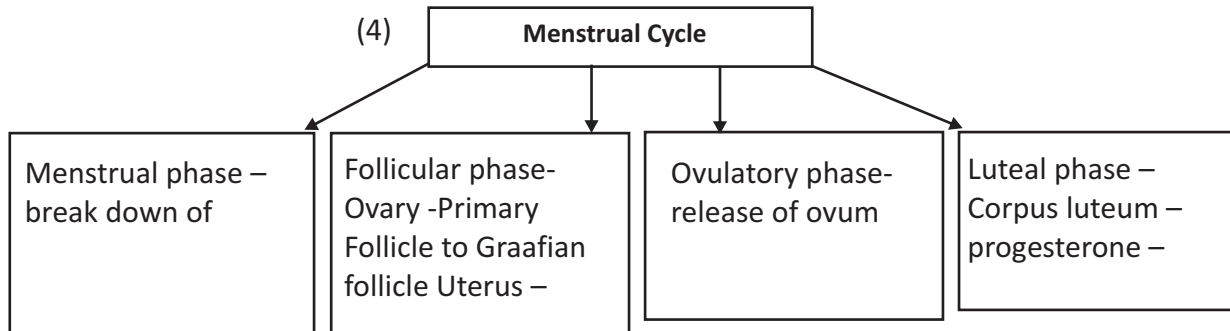 (4)
Menstrual Cycle
Menstrual phase –
break down of
Follicular phase-
Ovary -Primary
Follicle to Graafian
follicle Uterus –
Ovulatory phase-
release of ovum
Luteal phase –
Corpus luteum –
progesterone –